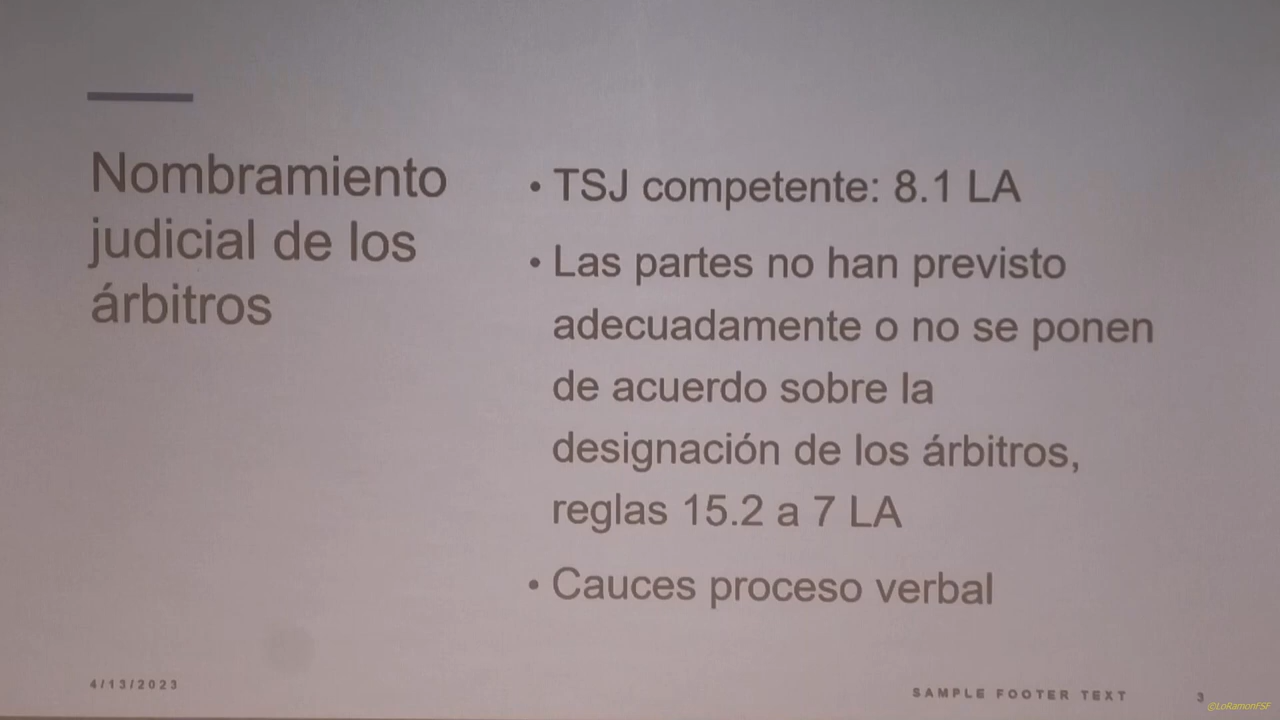 Nombramiento
judicial de los
árbitros
• TSJ competente: 8.1 LA
• Las partes no han previsto
adecuadamente o no se ponen
de acuerdo sobre la
designación de los árbitros,
reglas 15.2 a 7 LA
• Cauces proceso verbal
4/13/2023
SAMPLE FOOTER TEXT
3
@LoRamonFSF